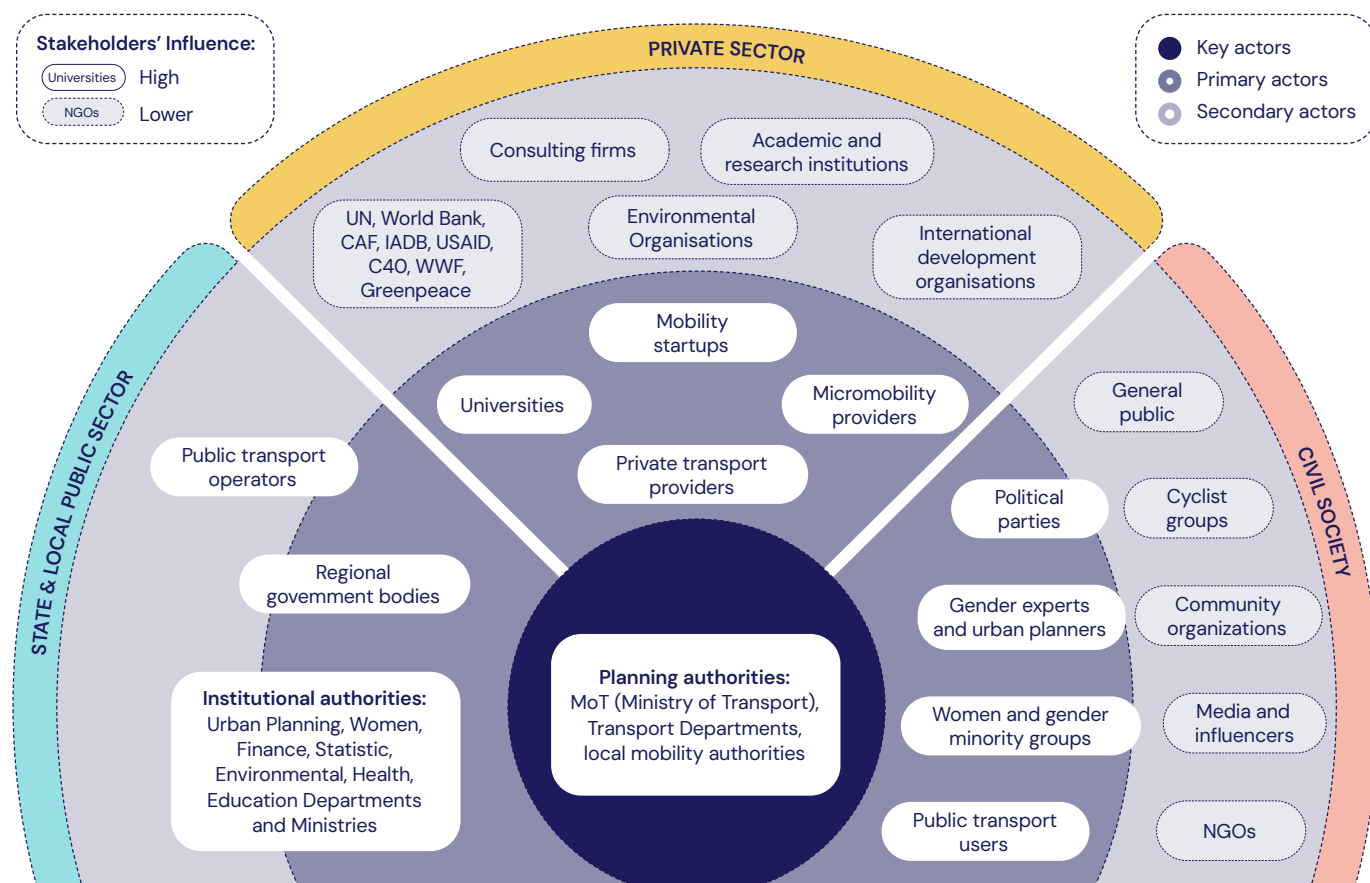 Stakeholders’ Influence:
Universities
High
NGOs
Lower
Key actors
Primary actors
Secondary actors
PRIVATE SECTOR
Consulting firms
Academic and
research institutions
UN, World Bank,
CAF, IADB, USAID,
C40, WWF,
Greenpeace
Environmental
Organisations
International
development
organisations
Mobility
startups
Universities
Micromobility
providers
Private transport
providers
STATE & LOCAL PUBLIC SECTOR
Public transport
operators
Regional
government bodies
Institutional authorities:
Urban Planning, Women,
Finance, Statistic,
Environmental, Health,
Education Departments
and Ministries
Planning authorities:
MoT (Ministry of Transport),
Transport Departments,
local mobility authorities
CIVIL SOCIETY
General
public
Political
parties
Cyclist
groups
Gender experts
and urban planners
Community
organizations
Women and gender
minority groups
Media and
influencers
Public transport
users
NGOs